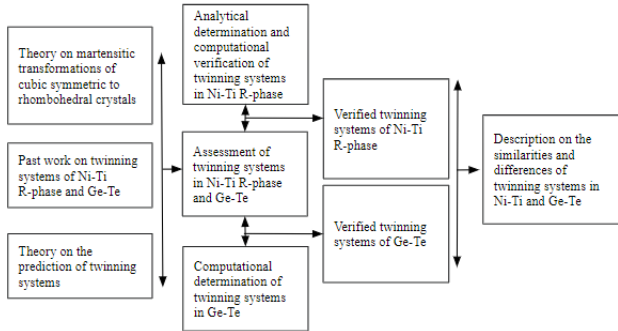 Theory on martensitic
transformations of
cubic symmetric to
rhombohedral crystals
Past work on twinning
systems of Ni-Ti
R-phase and Ge-Te
Theory on the
prediction of twinning
systems
Analytical
determination and
computational
verification of
twinning systems
in Ni-Ti R-phase
Assessment of
twinning systems
in Ni-Ti R-phase
and Ge-Te
Computational
determination of
twinning systems
in Ge-Te
Verified twinning
systems of Ni-Ti
R-phase
Verified twinning
systems of Ge-Te
Description on the
similarities and
differences of
twinning systems in
Ni-Ti and Ge-Te